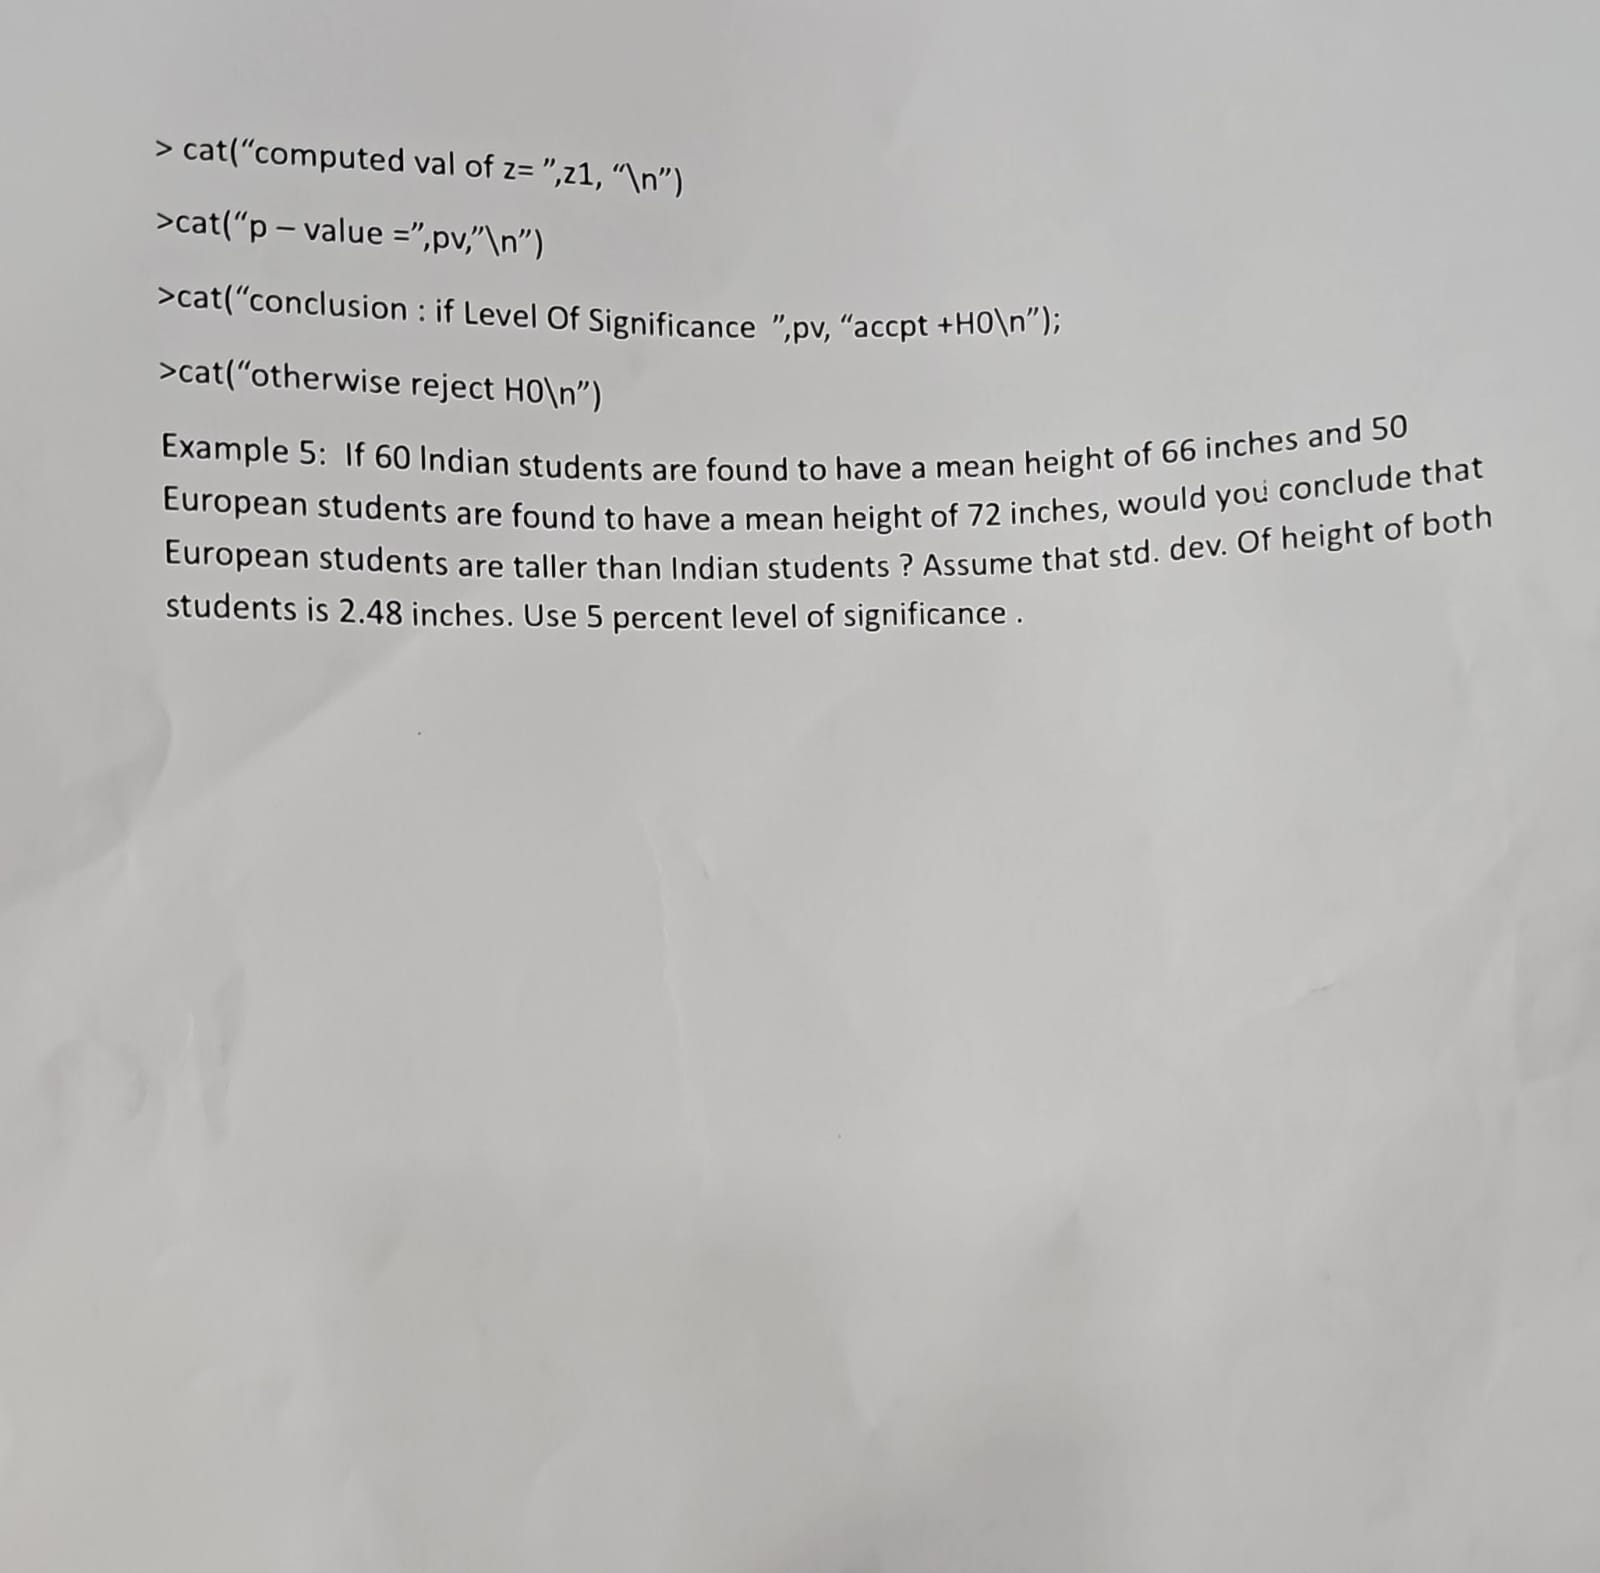 > cat(“computed val of z= ”,z1, “\n”)
>cat(“p – value =”,pv,”\n”)
>cat(“conclusion : if Level Of Significance ”,pv, “accpt +H0\n”);
>cat(“otherwise reject H0\n”)
Example 5: If 60 Indian students are found to have a mean height of 66 inches and 50
European students are found to have a mean height of 72 inches, would you conclude that
European students are taller than Indian students ? Assume that std. dev. Of height of both
students is 2.48 inches. Use 5 percent level of significance .